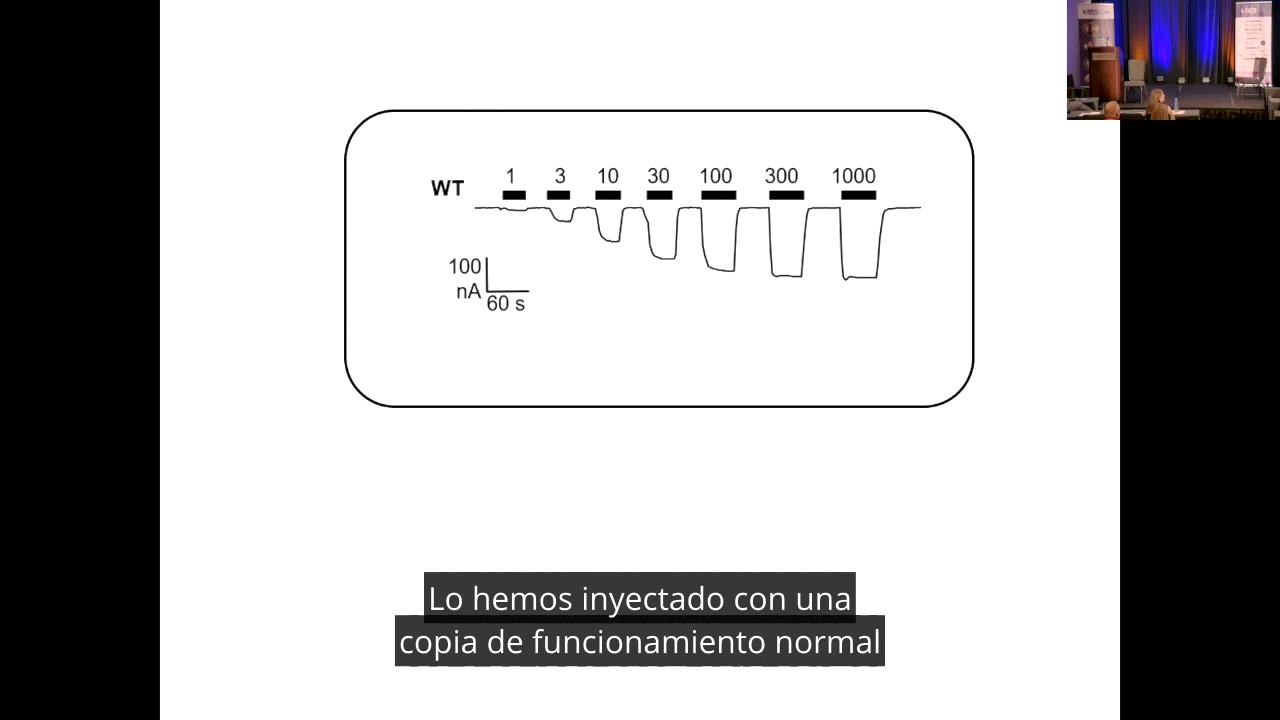 1 3 10 30 100 300 1000
WT
100
nA
60 s
Lo hemos inyectado con una
copia de funcionamiento normal